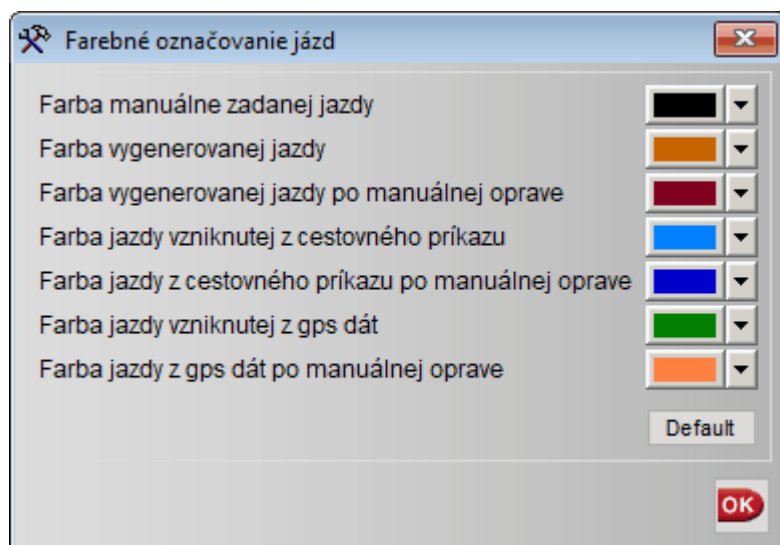 Farebné označovanie jázd
Farba manuálne zadanej jazdy
Farba vygenerovanej jazdy
Farba vygenerovanej jazdy po manuálnej oprave
Farba jazdy vzniknutej z cestovného príkazu
Farba jazdy z cestovného príkazu po manuálnej oprave
Farba jazdy vzniknutej z gps dát
Farba jazdy z gps dát po manuálnej oprave
Default
OK